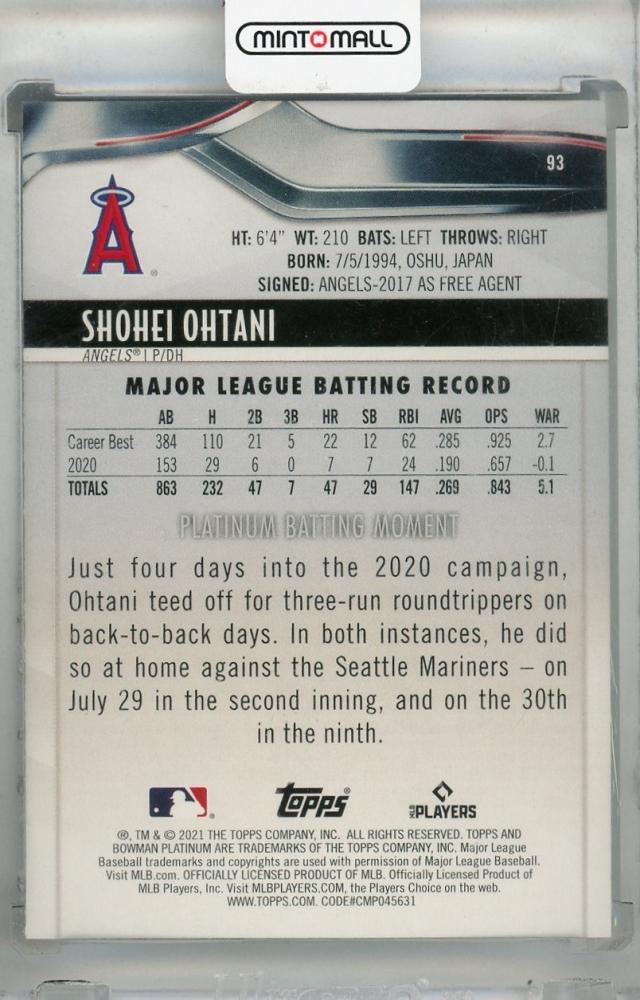 MINTMALL
93
A
HT: 6'4" WT: 210 BATS: LEFT THROWS: RIGHT
BORN: 7/5/1994, OSHU, JAPAN
SIGNED: ANGELS-2017 AS FREE AGENT
SHOHEI OHTANI
ANGELS® | P/DH
MAJOR LEAGUE BATTING RECORD
AB H 2B 3B HR SB RBI AVG OPS WAR
Career Best 384 110 21 5 22 12 62 .285 .925 2.7
2020 153 29 6 0 7 7 24 .190 .657 -0.1
TOTALS 863 232 47 7 47 29 147 .269 .843 5.1
PLATINUM BATTING MOMENT
Just four days into the 2020 campaign,
Ohtani teed off for three-run roundtrippers on
back-to-back days. In both instances, he did
so at home against the Seattle Mariners – on
July 29 in the second inning, and on the 30th
in the ninth.
Topps® MLB PLAYERS
®, TM & © 2021 THE TOPPS COMPANY, INC. ALL RIGHTS RESERVED. TOPPS AND
BOWMAN PLATINUM ARE TRADEMARKS OF THE TOPPS COMPANY, INC. Major League
Baseball trademarks and copyrights are used with permission of Major League Baseball.
Visit MLB.com. OFFICIALLY LICENSED PRODUCT OF MLB. Officially Licensed Product of
MLB Players, Inc. Visit MLBPLAYERS.COM, the Players Choice on the web.
WWW.TOPPS.COM. CODE#CMP045631